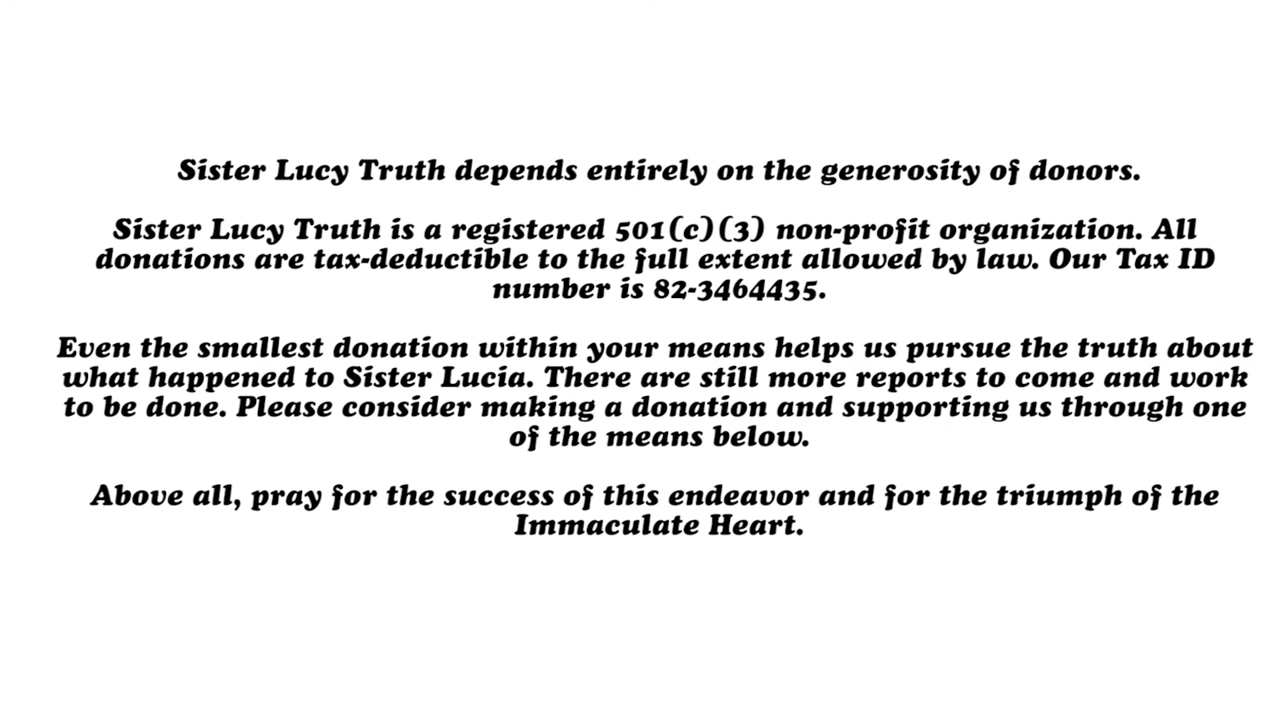 Sister Lucy Truth depends entirely on the generosity of donors.
Sister Lucy Truth is a registered 501(c)(3) non-profit organization. All
donations are tax-deductible to the full extent allowed by law. Our Tax ID
number is 82-3464435.
Even the smallest donation within your means helps us pursue the truth about
what happened to Sister Lucia. There are still more reports to come and work
to be done. Please consider making a donation and supporting us through one
of the means below.
Above all, pray for the success of this endeavor and for the triumph of the
Immaculate Heart.